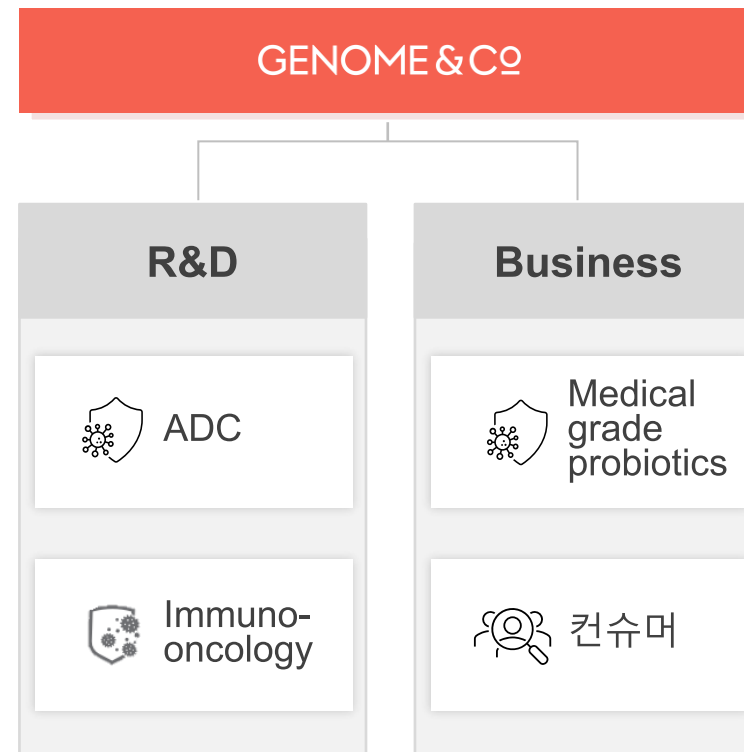 GENOME & Cº
R&D
Business
ADC
Medical
grade
probiotics
Immuno-
oncology
컨슈머